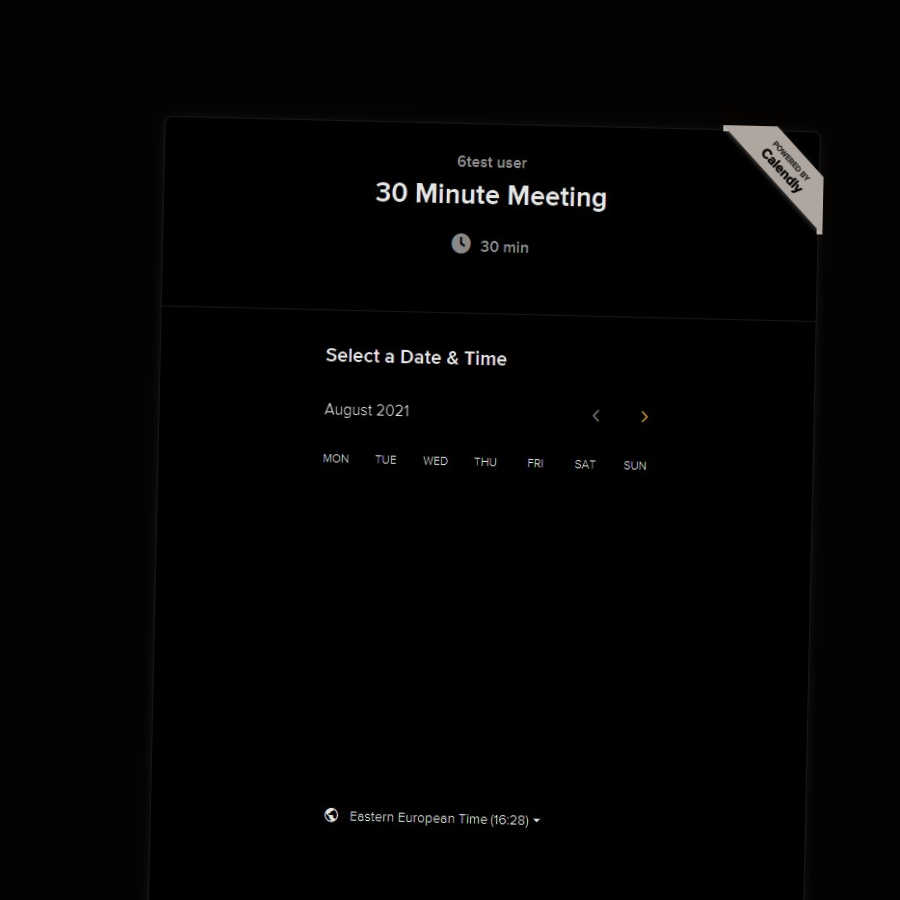 POWERED BY
Calendly
6test user
30 Minute Meeting
30 min
Select a Date & Time
August 2021
MON TUE WED THU FRI SAT SUN
Eastern European Time (16:28)